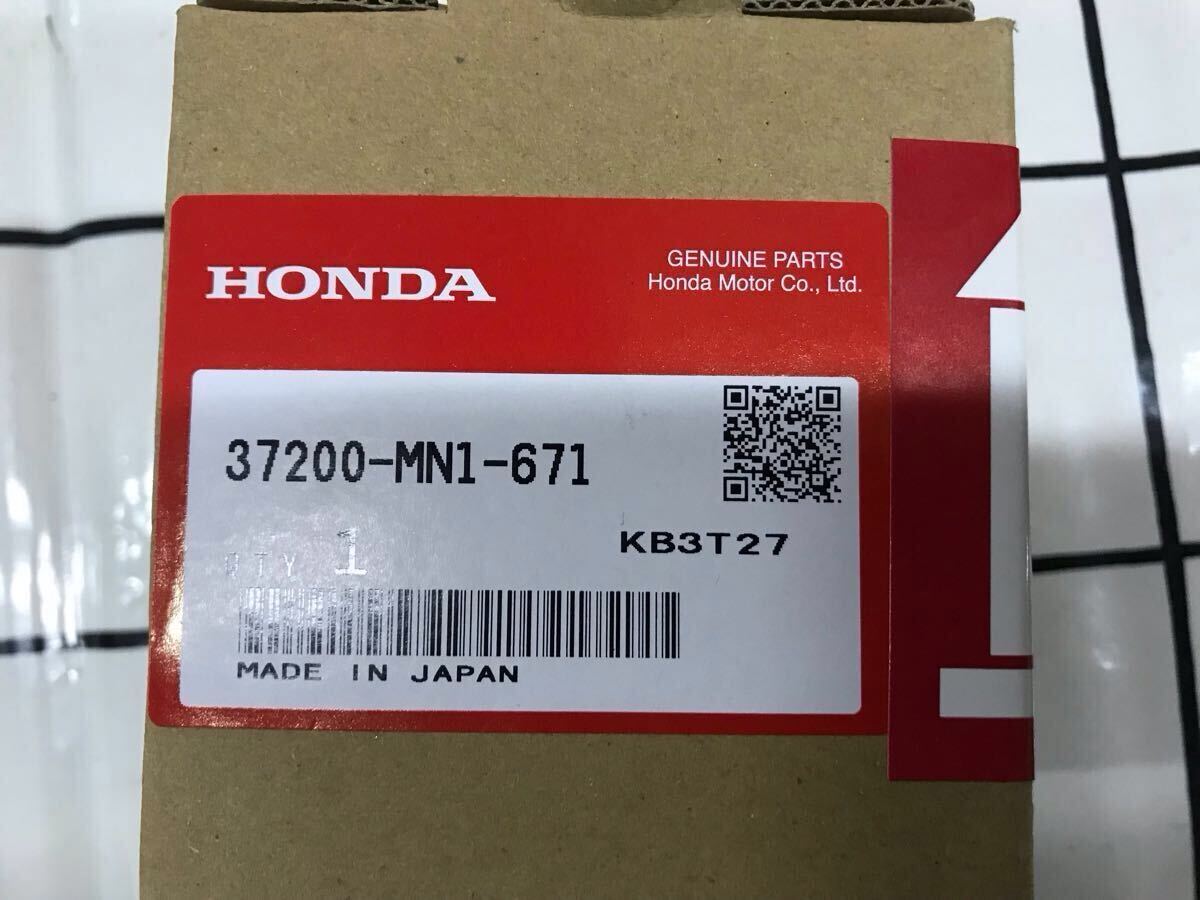 HONDA
GENUINE PARTS
Honda Motor Co., Ltd.
37200-MN1-671
KB3T27
QTY 1
MADE IN JAPAN